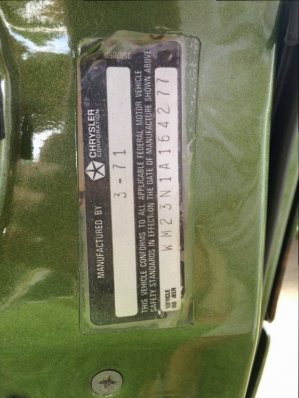 CHRYSLER
CORPORATION
MANUFACTURED BY
3-71
THIS VEHICLE CONFORMS TO ALL APPLICABLE FEDERAL MOTOR VEHICLE
SAFETY STANDARDS IN EFFECT ON THE DATE OF MANUFACTURE SHOWN ABOVE
VEHICLE
WM23N1A164277